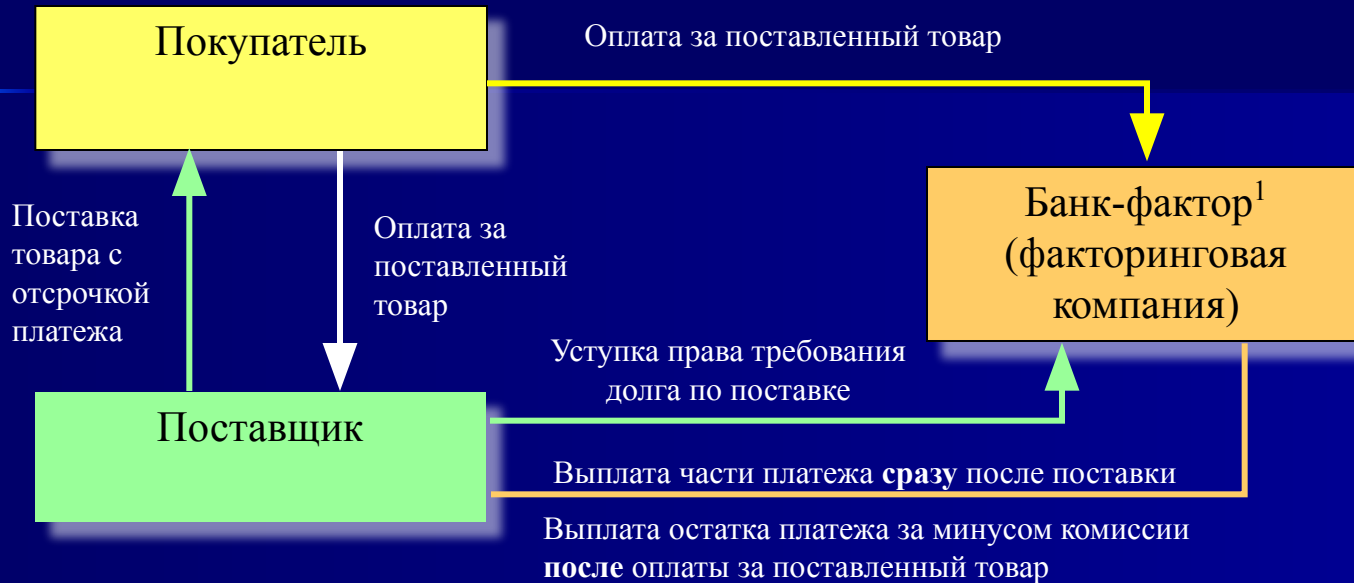 Покупатель
Оплата за поставленный товар
Банк-фактор¹
(факторинговая
компания)
Поставка
товара с
отсрочкой
платежа
Оплата за
поставленный
товар
Уступка права требования
долга по поставке
Поставщик
Выплата части платежа сразу после поставки
Выплата остатка платежа за минусом комиссии
после оплаты за поставленный товар